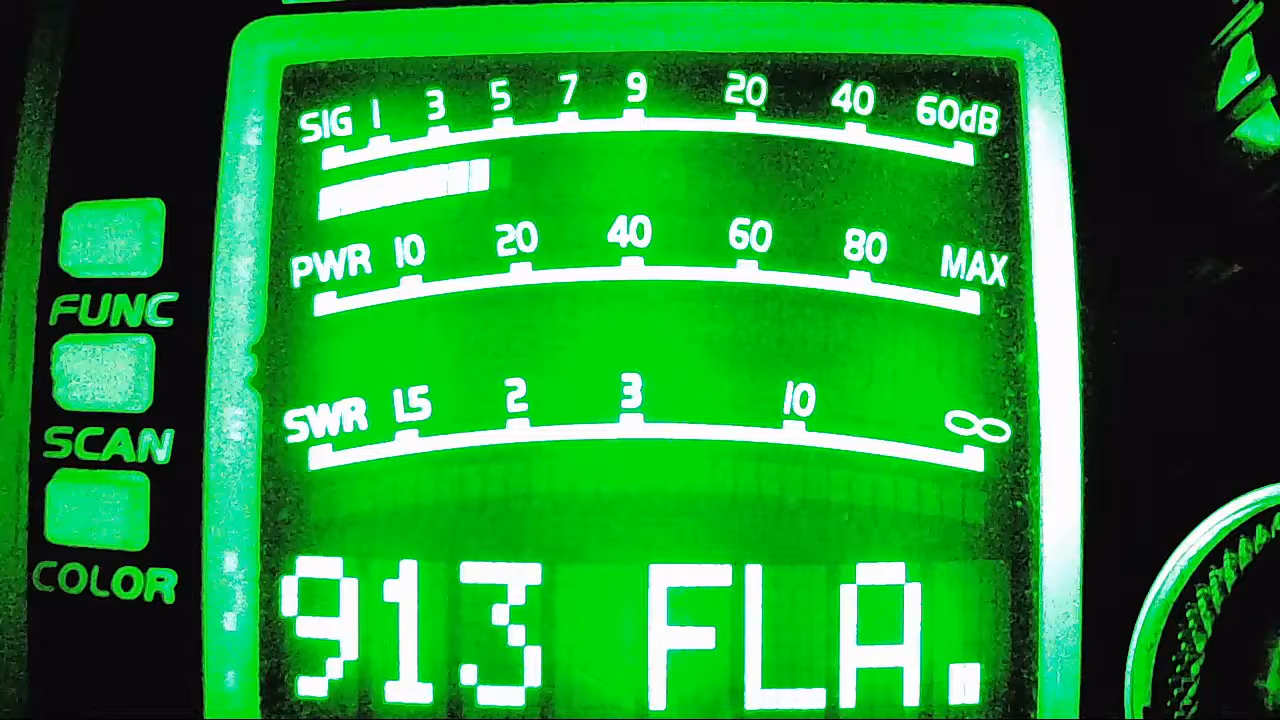 SIG 1 3 5 7 9 20 40 60dB
PWR 10 20 40 60 80 MAX
FUNC
SWR 1.5 2 3 10 ∞
SCAN
COLOR
913 FLA.